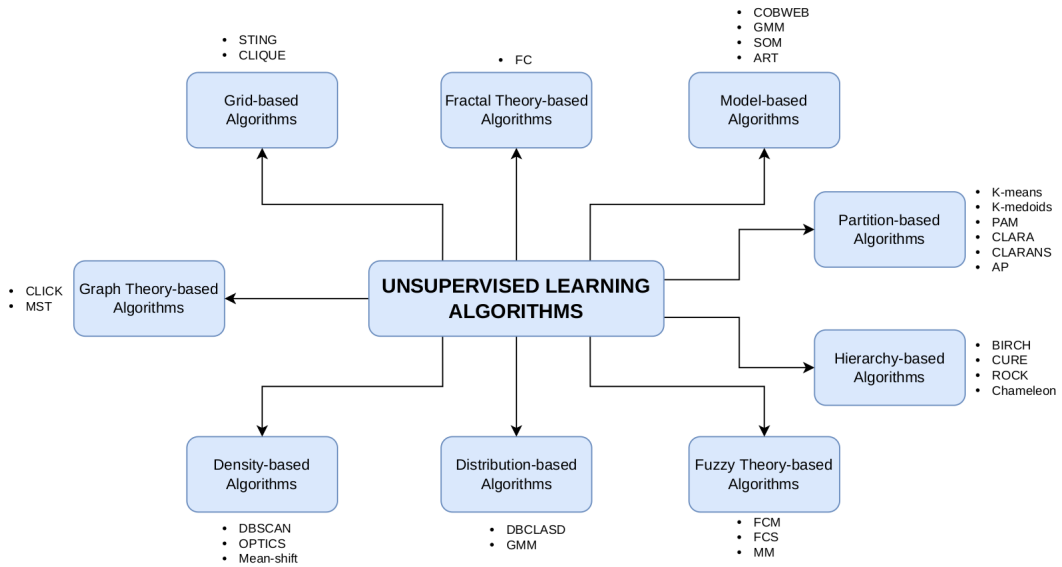 • STING
• CLIQUE
Grid-based
Algorithms
• FC
Fractal Theory-based
Algorithms
• COBWEB
• GMM
• SOM
• ART
Model-based
Algorithms
Partition-based
Algorithms
• K-means
• K-medoids
• PAM
• CLARA
• CLARANS
• AP
• CLICK
• MST
Graph Theory-based
Algorithms
UNSUPERVISED LEARNING
ALGORITHMS
Hierarchy-based
Algorithms
• BIRCH
• CURE
• ROCK
• Chameleon
Density-based
Algorithms
• DBSCAN
• OPTICS
• Mean-shift
Distribution-based
Algorithms
• DBCLASD
• GMM
Fuzzy Theory-based
Algorithms
• FCM
• FCS
• MM